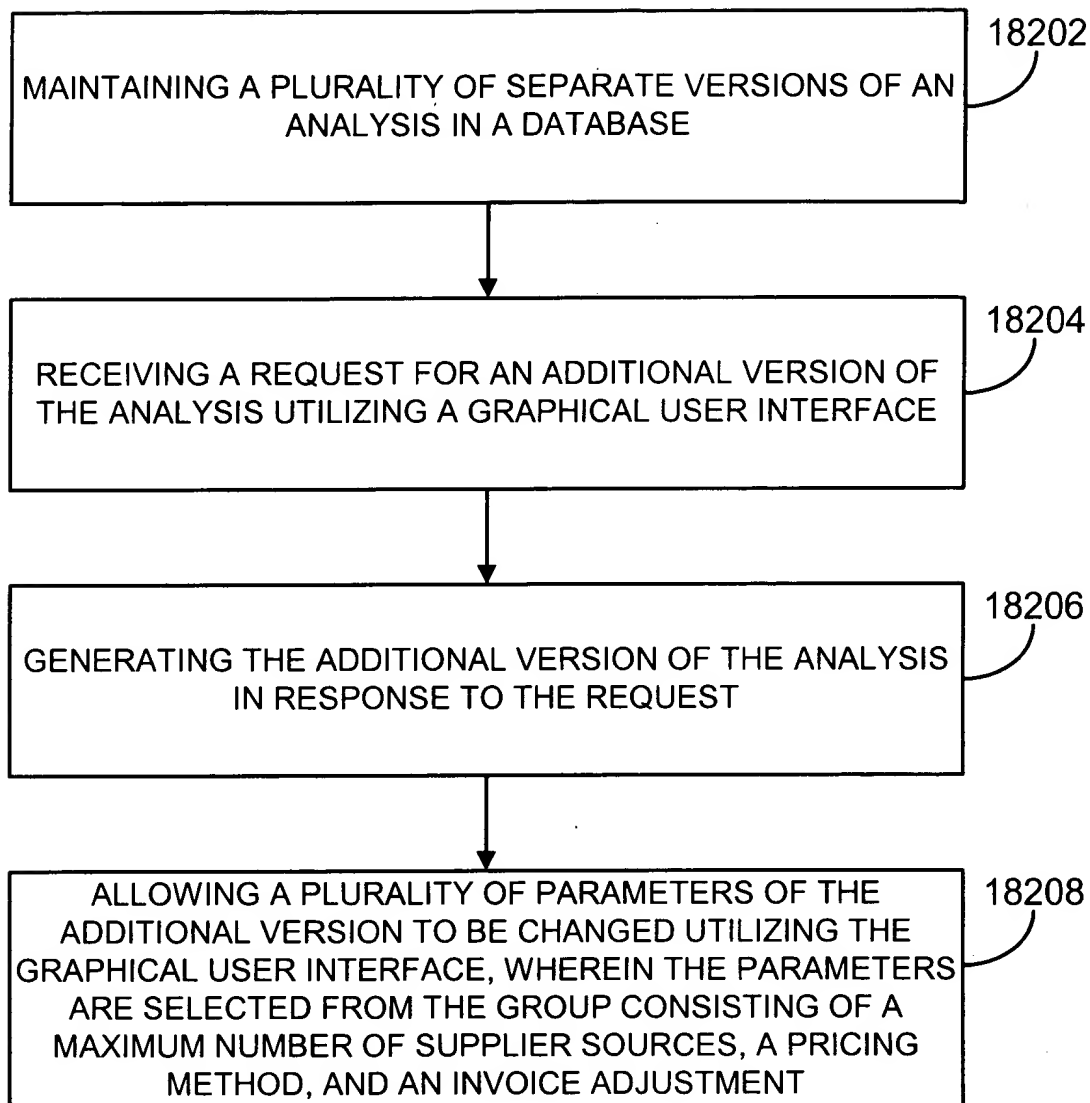 18202
MAINTAINING A PLURALITY OF SEPARATE VERSIONS OF AN
ANALYSIS IN A DATABASE
18204
RECEIVING A REQUEST FOR AN ADDITIONAL VERSION OF
THE ANALYSIS UTILIZING A GRAPHICAL USER INTERFACE
18206
GENERATING THE ADDITIONAL VERSION OF THE ANALYSIS
IN RESPONSE TO THE REQUEST
18208
ALLOWING A PLURALITY OF PARAMETERS OF THE
ADDITIONAL VERSION TO BE CHANGED UTILIZING THE
GRAPHICAL USER INTERFACE, WHEREIN THE PARAMETERS
ARE SELECTED FROM THE GROUP CONSISTING OF A
MAXIMUM NUMBER OF SUPPLIER SOURCES, A PRICING
METHOD, AND AN INVOICE ADJUSTMENT